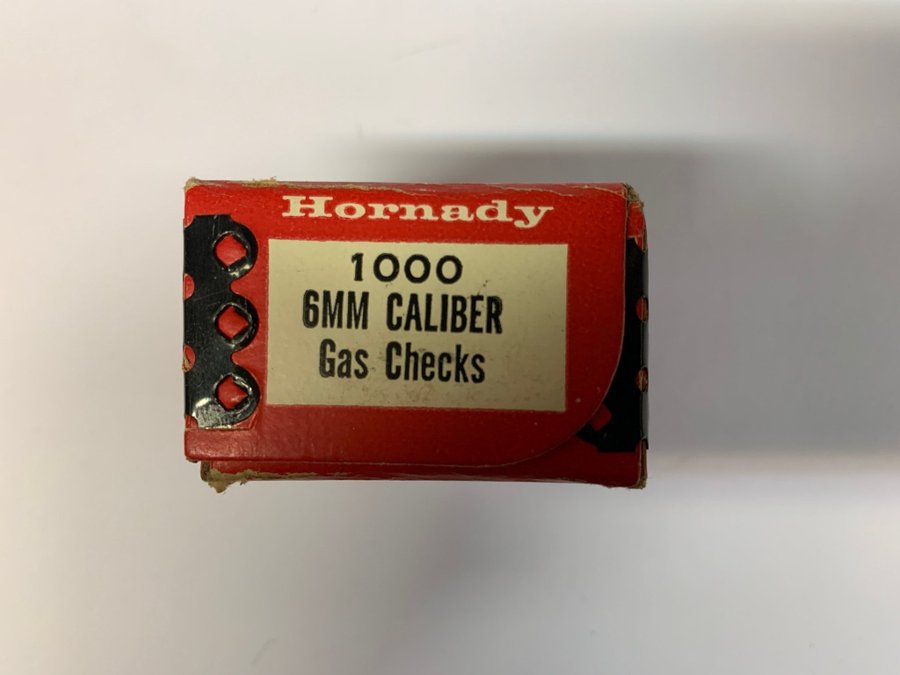 Hornady
1000
6MM CALIBER
Gas Checks